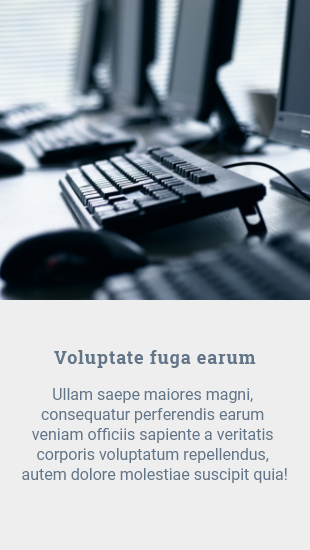 Voluptate fuga earum
Ullam saepe maiores magni,
consequatur perferendis earum
veniam officiis sapiente a veritatis
corporis voluptatum repellendus,
autem dolore molestiae suscipit quia!